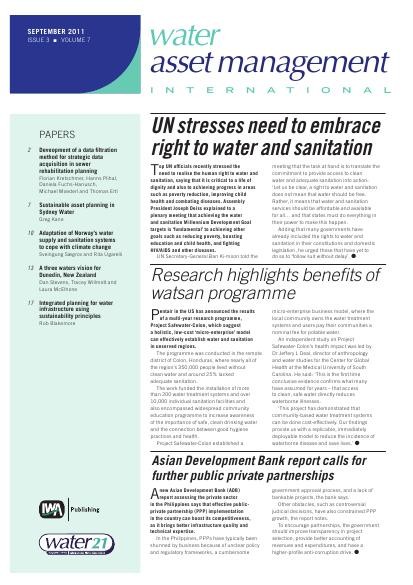 SEPTEMBER 2011
ISSUE 3 ■ VOLUME 7
water
asset management
INTERNATIONAL
PAPERS
2 Development of a data filtration
method for strategic data
acquisition in sewer
rehabilitation planning
Florian Kretschmer, Hanns Plihal,
Daniela Fuchs-Hanusch,
Michael Möderl and Thomas Ertl
7 Sustainable asset planning in
Sydney Water
Greg Kane
10 Adaptation of Norway's water
supply and sanitation systems
to cope with climate change
Sveinung Sægrov and Rita Ugarelli
13 A three waters vision for
Dunedin, New Zealand
Dan Stevens, Tracey Willmott and
Laura McElhone
17 Integrated planning for water
infrastructure using
sustainability principles
Rob Blakemore
IWA Publishing
water21
UN stresses need to embrace
right to water and sanitation
Top UN officials recently stressed the
need to realise the human right to water and
sanitation, saying that it is critical to a life of
dignity and also to achieving progress in areas
such as poverty reduction, improving child
health and combating diseases. Assembly
President Joseph Deiss explained to a
plenary meeting that achieving the water
and sanitation Millennium Development Goal
targets is 'fundamental' to achieving other
goals such as reducing poverty, boosting
education and child health, and fighting
HIV/AIDS and other diseases.
UN Secretary-General Ban Ki-moon told the
meeting that the task at hand is to translate the
commitment to provide access to clean
water and adequate sanitation into action.
'Let us be clear, a right to water and sanitation
does not mean that water should be free.
Rather, it means that water and sanitation
services should be affordable and available
for all... and that states must do everything in
their power to make this happen.
Adding that many governments have
already included the rights to water and
sanitation in their constitutions and domestic
legislation, he urged those that have yet to
do so to 'follow suit without delay'. ●
Research highlights benefits of
watsan programme
Pentair in the US has announced the results
of a multi-year research programme,
Project Safewater-Colon, which suggest
a holistic, low-cost 'micro-enterprise' model
can effectively establish water and sanitation
in unserved regions.
The programme was conducted in the remote
district of Colon, Honduras, where nearly all of
the region's 350,000 people lived without
clean water and around 25% lacked
adequate sanitation.
The work funded the installation of more
than 200 water treatment systems and over
10,000 individual sanitation facilities and
also encompassed widespread community
education programmes to increase awareness
of the importance of safe, clean drinking water
and the connection between good hygiene
practices and health.
Project Safewater-Colon established a
micro-enterprise business model, where the
local community owns the water treatment
systems and users pay their communities a
nominal fee for potable water.
An independent study on Project
Safewater Colon's health impact was led by
Dr Jeffery L Deal, director of anthropology
and water studies for the Center for Global
Health at the Medical University of South
Carolina. He said: 'This is the first time
conclusive evidence confirms what many
have assumed for years – that access
to clean, safe water directly reduces
waterborne illnesses.
'This project has demonstrated that
community-based water treatment systems
can be done cost-effectively. Our findings
provide us with a replicable, immediately
deployable model to reduce the incidence of
waterborne disease and save lives.' ●
Asian Development Bank report calls for
further public private partnerships
A new Asian Development Bank (ADB)
report assessing the private sector
in the Philippines says that effective public-
private partnership (PPP) implementation
in the country can boost its competitiveness,
as it brings better infrastructure quality and
technical expertise.
In the Philippines, PPPs have typically been
shunned by business because of unclear policy
and regulatory frameworks, a cumbersome
government approval process, and a lack of
bankable projects, the bank says.
Other obstacles, such as controversial
judicial decisions, have also constrained PPP
growth, the report notes.
To encourage partnerships, the government
should improve transparency in project
selection, provide better accounting of
revenues and expenditures, and have a
higher-profile anti-corruption drive. ●